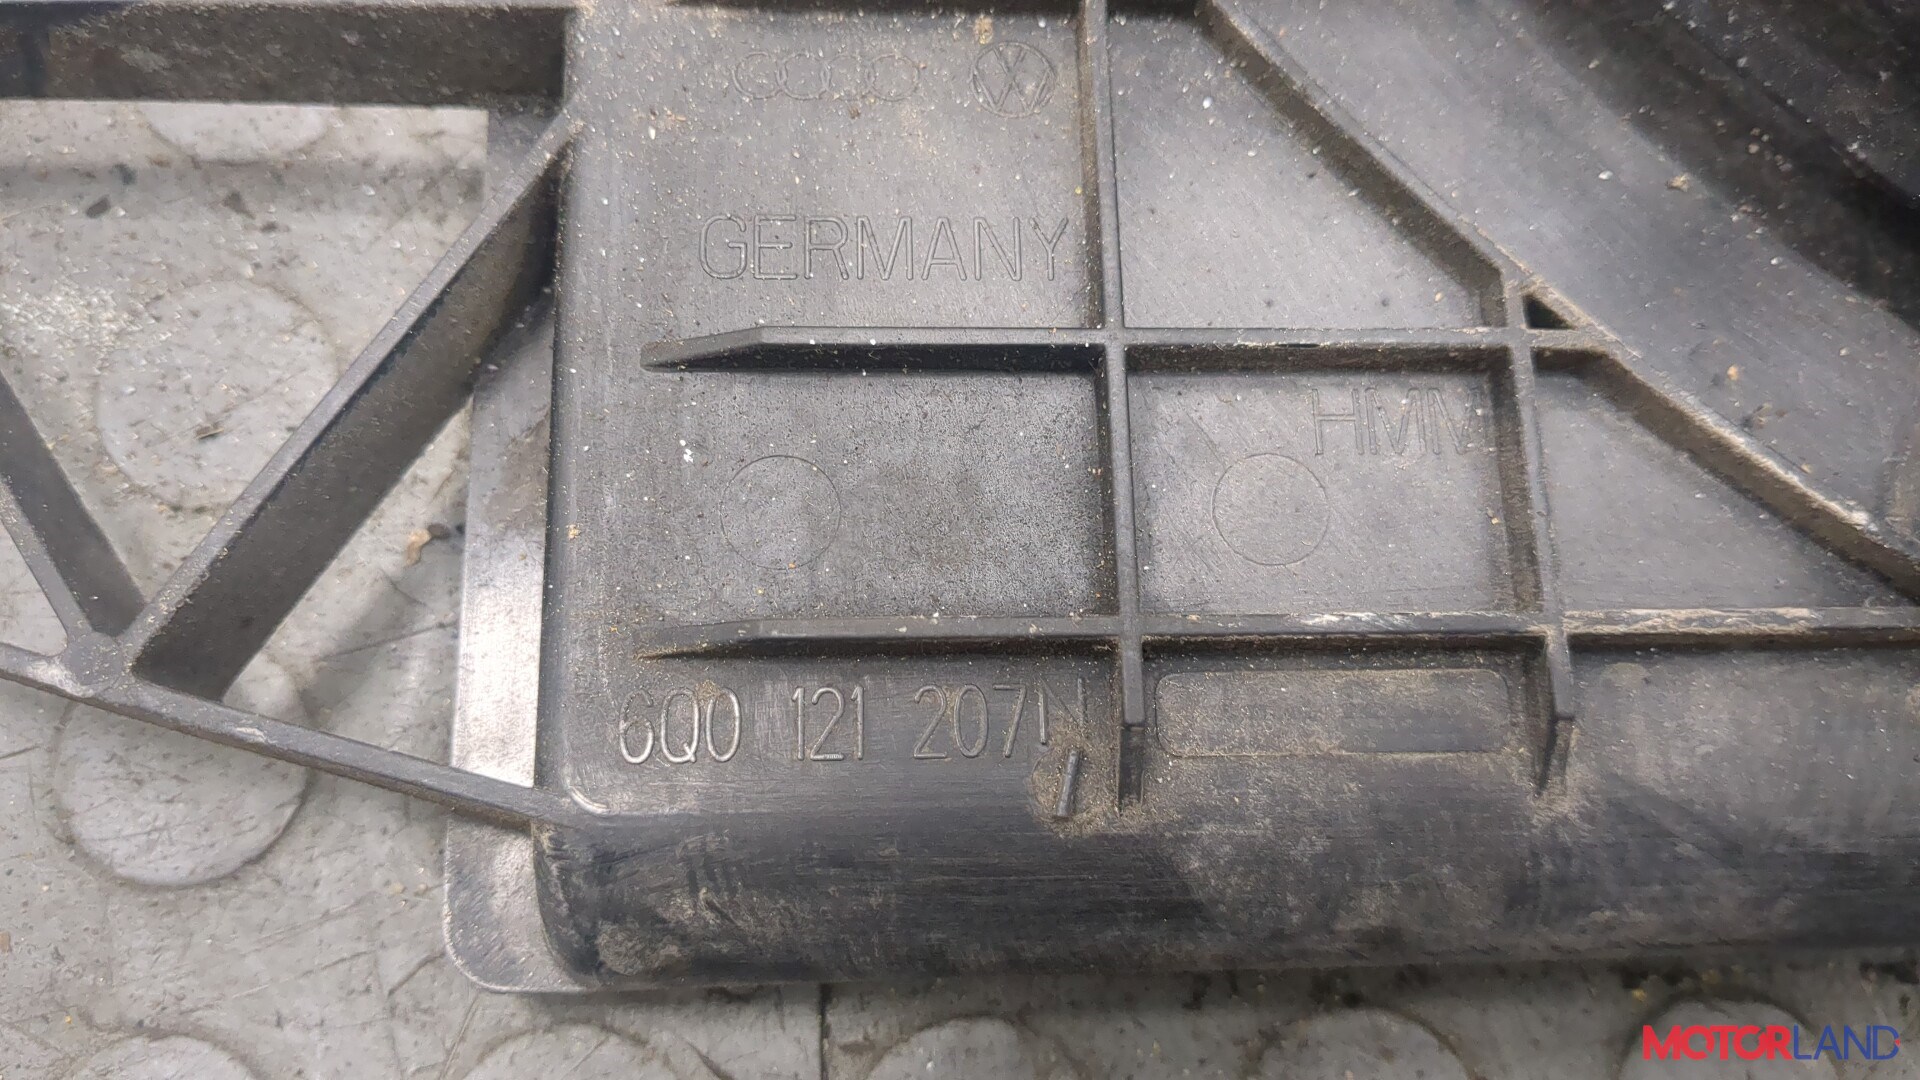 GERMANY
HMM
6Q0 121 207N
MOTORLAND